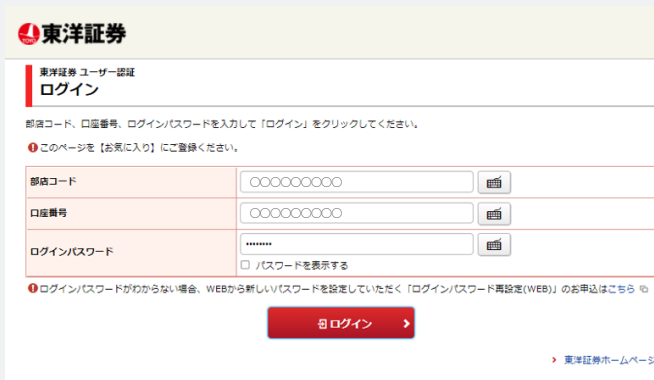 TOYO 東洋証券
東洋証券 ユーザー認証
ログイン
部店コード、口座番号、ログインパスワードを入力して「ログイン」をクリックしてください。
このページを【お気に入り】にご登録ください。
部店コード ○○○○○○○○○
口座番号 ○○○○○○○○○
ログインパスワード ········
パスワードを表示する
ログインパスワードがわからない場合、WEBから新しいパスワードを設定していただく「ログインパスワード再設定(WEB)」のお申込はこちら
ログイン
東洋証券ホームページ